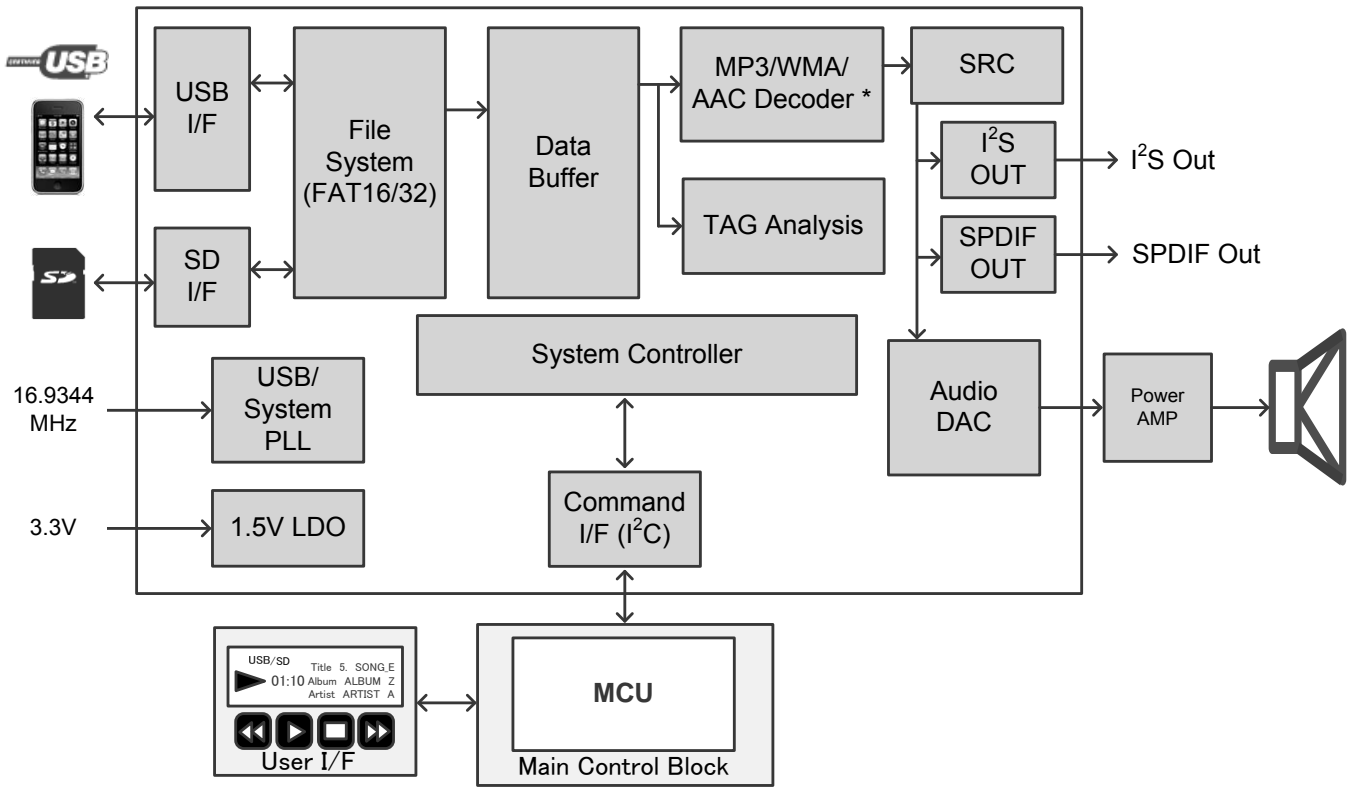 CERTIFIED USB
USB
I/F
File
System
(FAT16/32)
Data
Buffer
MP3/WMA/
AAC Decoder *
SRC
I²S
OUT
I²S Out
TAG Analysis
SPDIF
OUT
SPDIF Out
SD
I/F
SD
System Controller
16.9344
MHz
USB/
System
PLL
Audio
DAC
Power
AMP
3.3V
1.5V LDO
Command
I/F (I²C)
USB/SD
01:10
Title 5. SONG_E
Album ALBUM Z
Artist ARTIST A
User I/F
MCU
Main Control Block